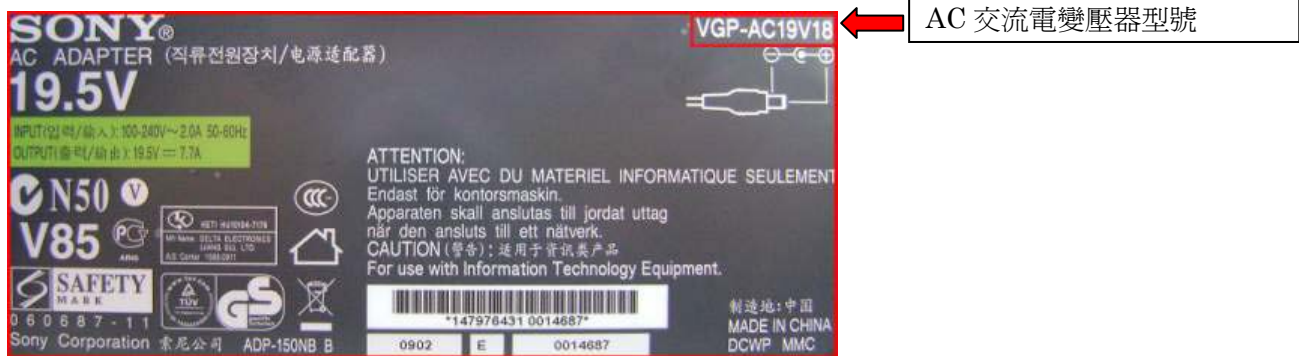 SONY®
VGP-AC19V18
AC 交流電變壓器型號
AC ADAPTER (직류전원장치/电源适配器)
19.5V
INPUT(입력/输入): 100-240V～2.0A 50-60Hz
OUTPUT(출력/输出): 19.5V ⎓ 7.7A
ATTENTION:
UTILISER AVEC DU MATERIEL INFORMATIQUE SEULEMENT
Endast för kontorsmaskin.
Apparaten skall anslutas till jordat uttag
när den ansluts till ett nätverk.
CAUTION (警告): 适用于资讯类产品
For use with Information Technology Equipment.
N50 V
V85
CCC
DELTA ELECTRONICS
SAFETY
MARK
TÜV
GS
060687-11
*147976431 0014687*
制造地:中国
MADE IN CHINA
Sony Corporation 索尼公司 ADP-150NB B
0902 E 0014687
DCWP MMC